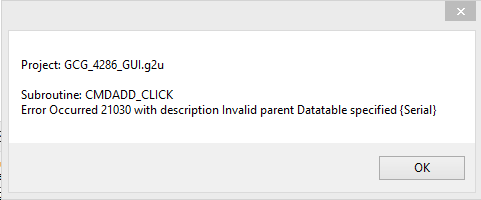 Project: GCG_4286_GUI.g2u
Subroutine: CMDADD_CLICK
Error Occurred 21030 with description Invalid parent Datatable specified {Serial}
OK